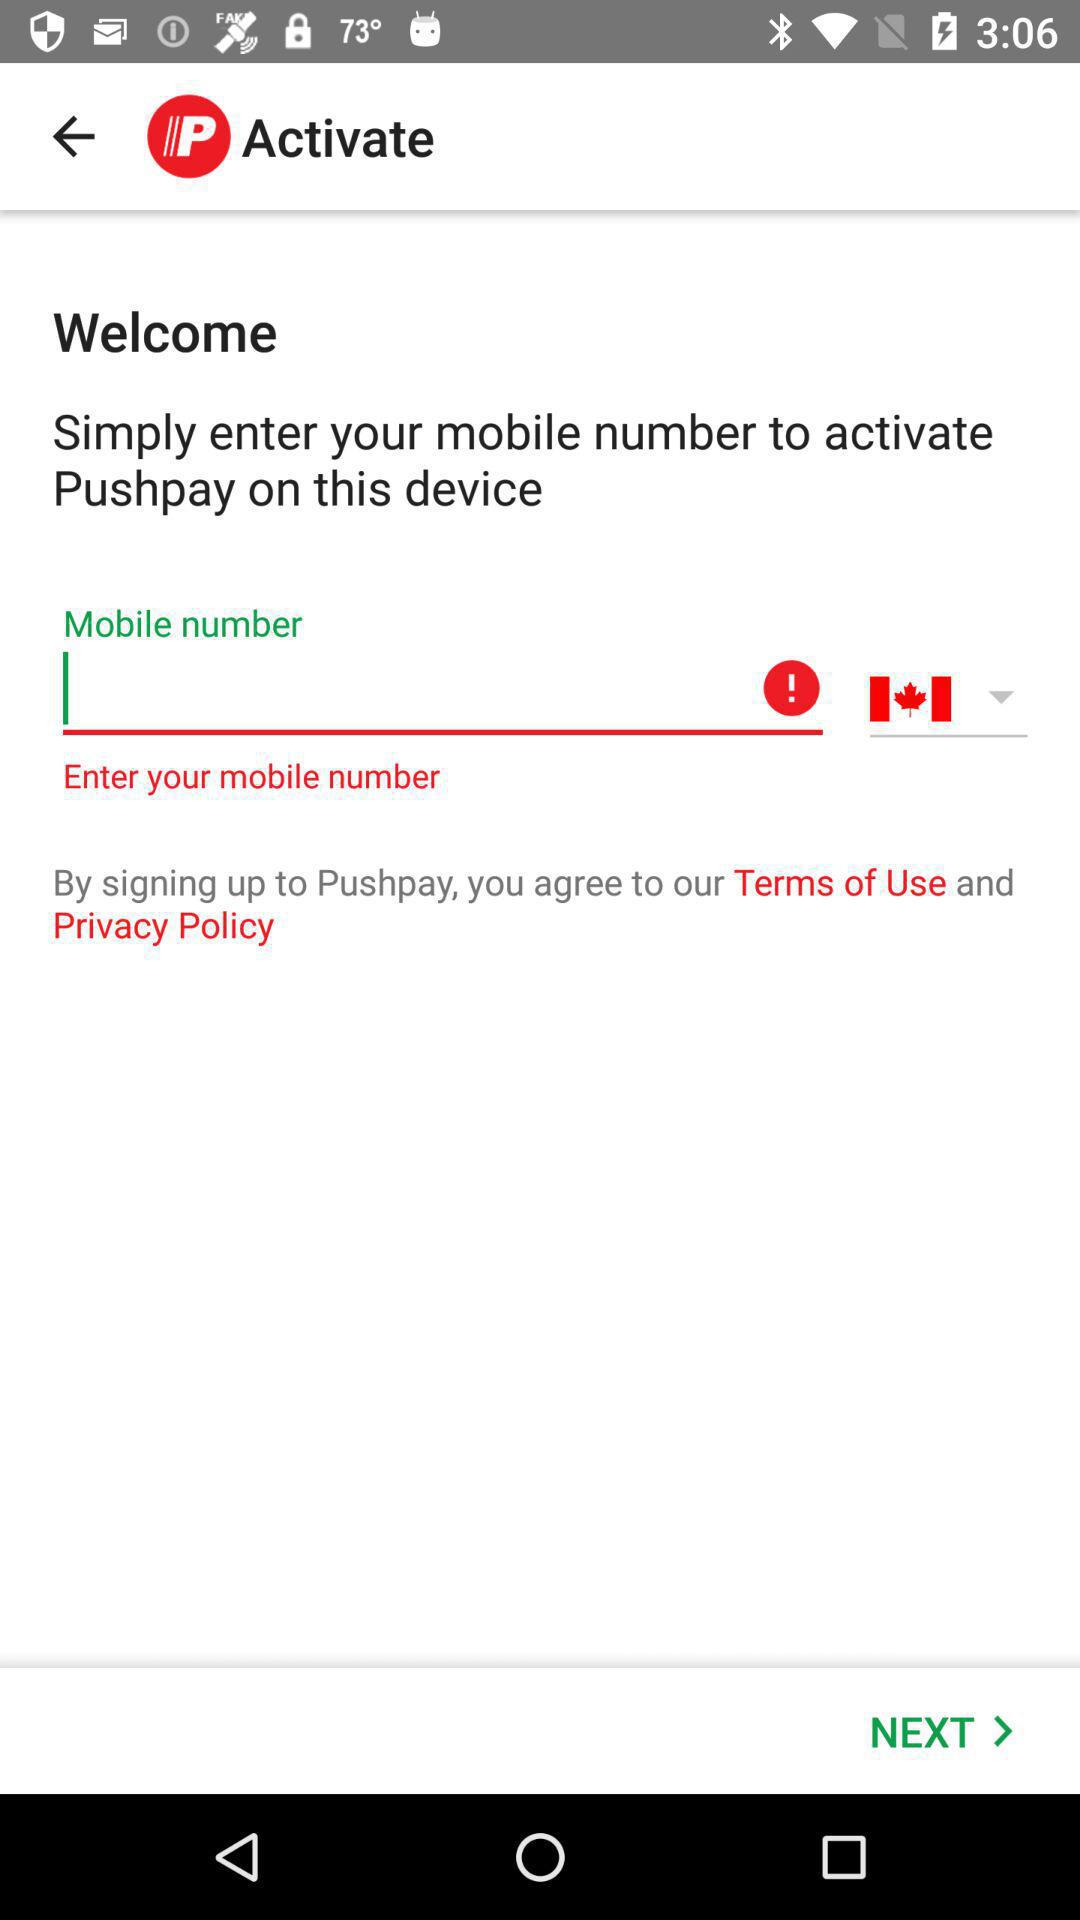 FAKE 73° 3:06
P Activate
Welcome
Simply enter your mobile number to activate
Pushpay on this device
Mobile number
!
Enter your mobile number
By signing up to Pushpay, you agree to our Terms of Use and
Privacy Policy
NEXT